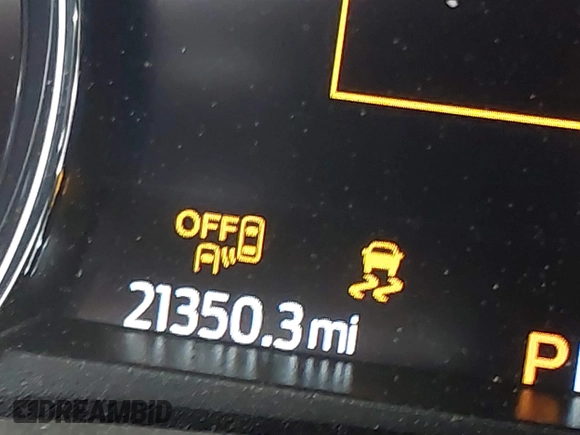 OFF
21350.3 mi
P
DREAMBID